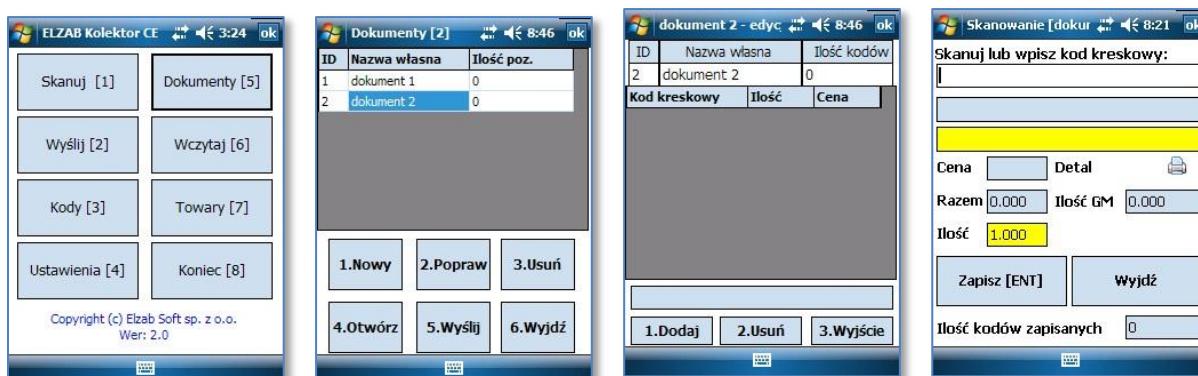 ELZAB Kolektor CE 3:24 ok
Skanuj [1] Dokumenty [5]
Wyślij [2] Wczytaj [6]
Kody [3] Towary [7]
Ustawienia [4] Koniec [8]
Copyright (c) Elzab Soft sp. z o.o.
Wer: 2.0
Dokumenty [2] 8:46 ok
ID Nazwa własna Ilość poz.
1 dokument 1 0
2 dokument 2 0
1.Nowy 2.Popraw 3.Usuń
4.Otwórz 5.Wyślij 6.Wyjdź
dokument 2 - edyc 8:46 ok
ID Nazwa własna Ilość kodów
2 dokument 2 0
Kod kreskowy Ilość Cena
1.Dodaj 2.Usuń 3.Wyjście
Skanowanie [dokur 8:21 ok
Skanuj lub wpisz kod kreskowy:
Cena Detal
Razem 0.000 Ilość GM 0.000
Ilość 1.000
Zapisz [ENT] Wyjdź
Ilość kodów zapisanych 0